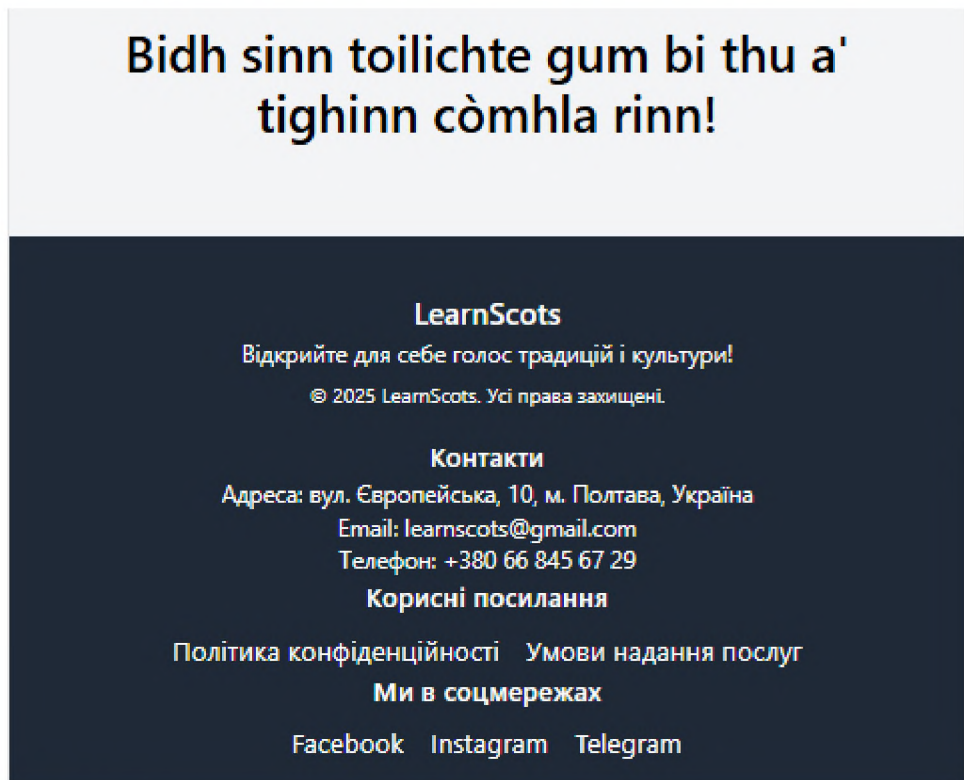 Bidh sinn toilichte gum bi thu a'
tighinn còmhla rinn!
LearnScots
Відкрийте для себе голос традицій і культури!
© 2025 LearnScots. Усі права захищені.
Контакти
Адреса: вул. Європейська, 10, м. Полтава, Україна
Email: learnscots@gmail.com
Телефон: +380 66 845 67 29
Корисні посилання
Політика конфіденційності Умови надання послуг
Ми в соцмережах
Facebook Instagram Telegram